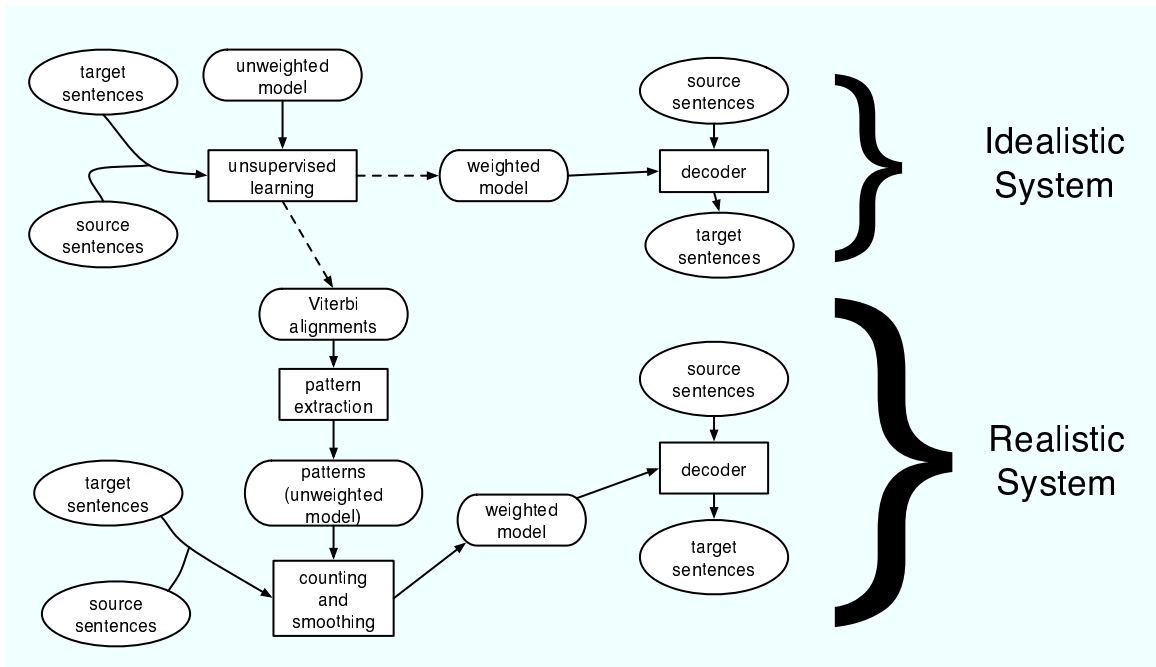 target
sentences
unweighted
model
source
sentences
unsupervised
learning
weighted
model
decoder
source
sentences
target
sentences
Idealistic
System
Viterbi
alignments
pattern
extraction
source
sentences
target
sentences
patterns
(unweighted
model)
weighted
model
decoder
source
sentences
counting
and
smoothing
target
sentences
Realistic
System